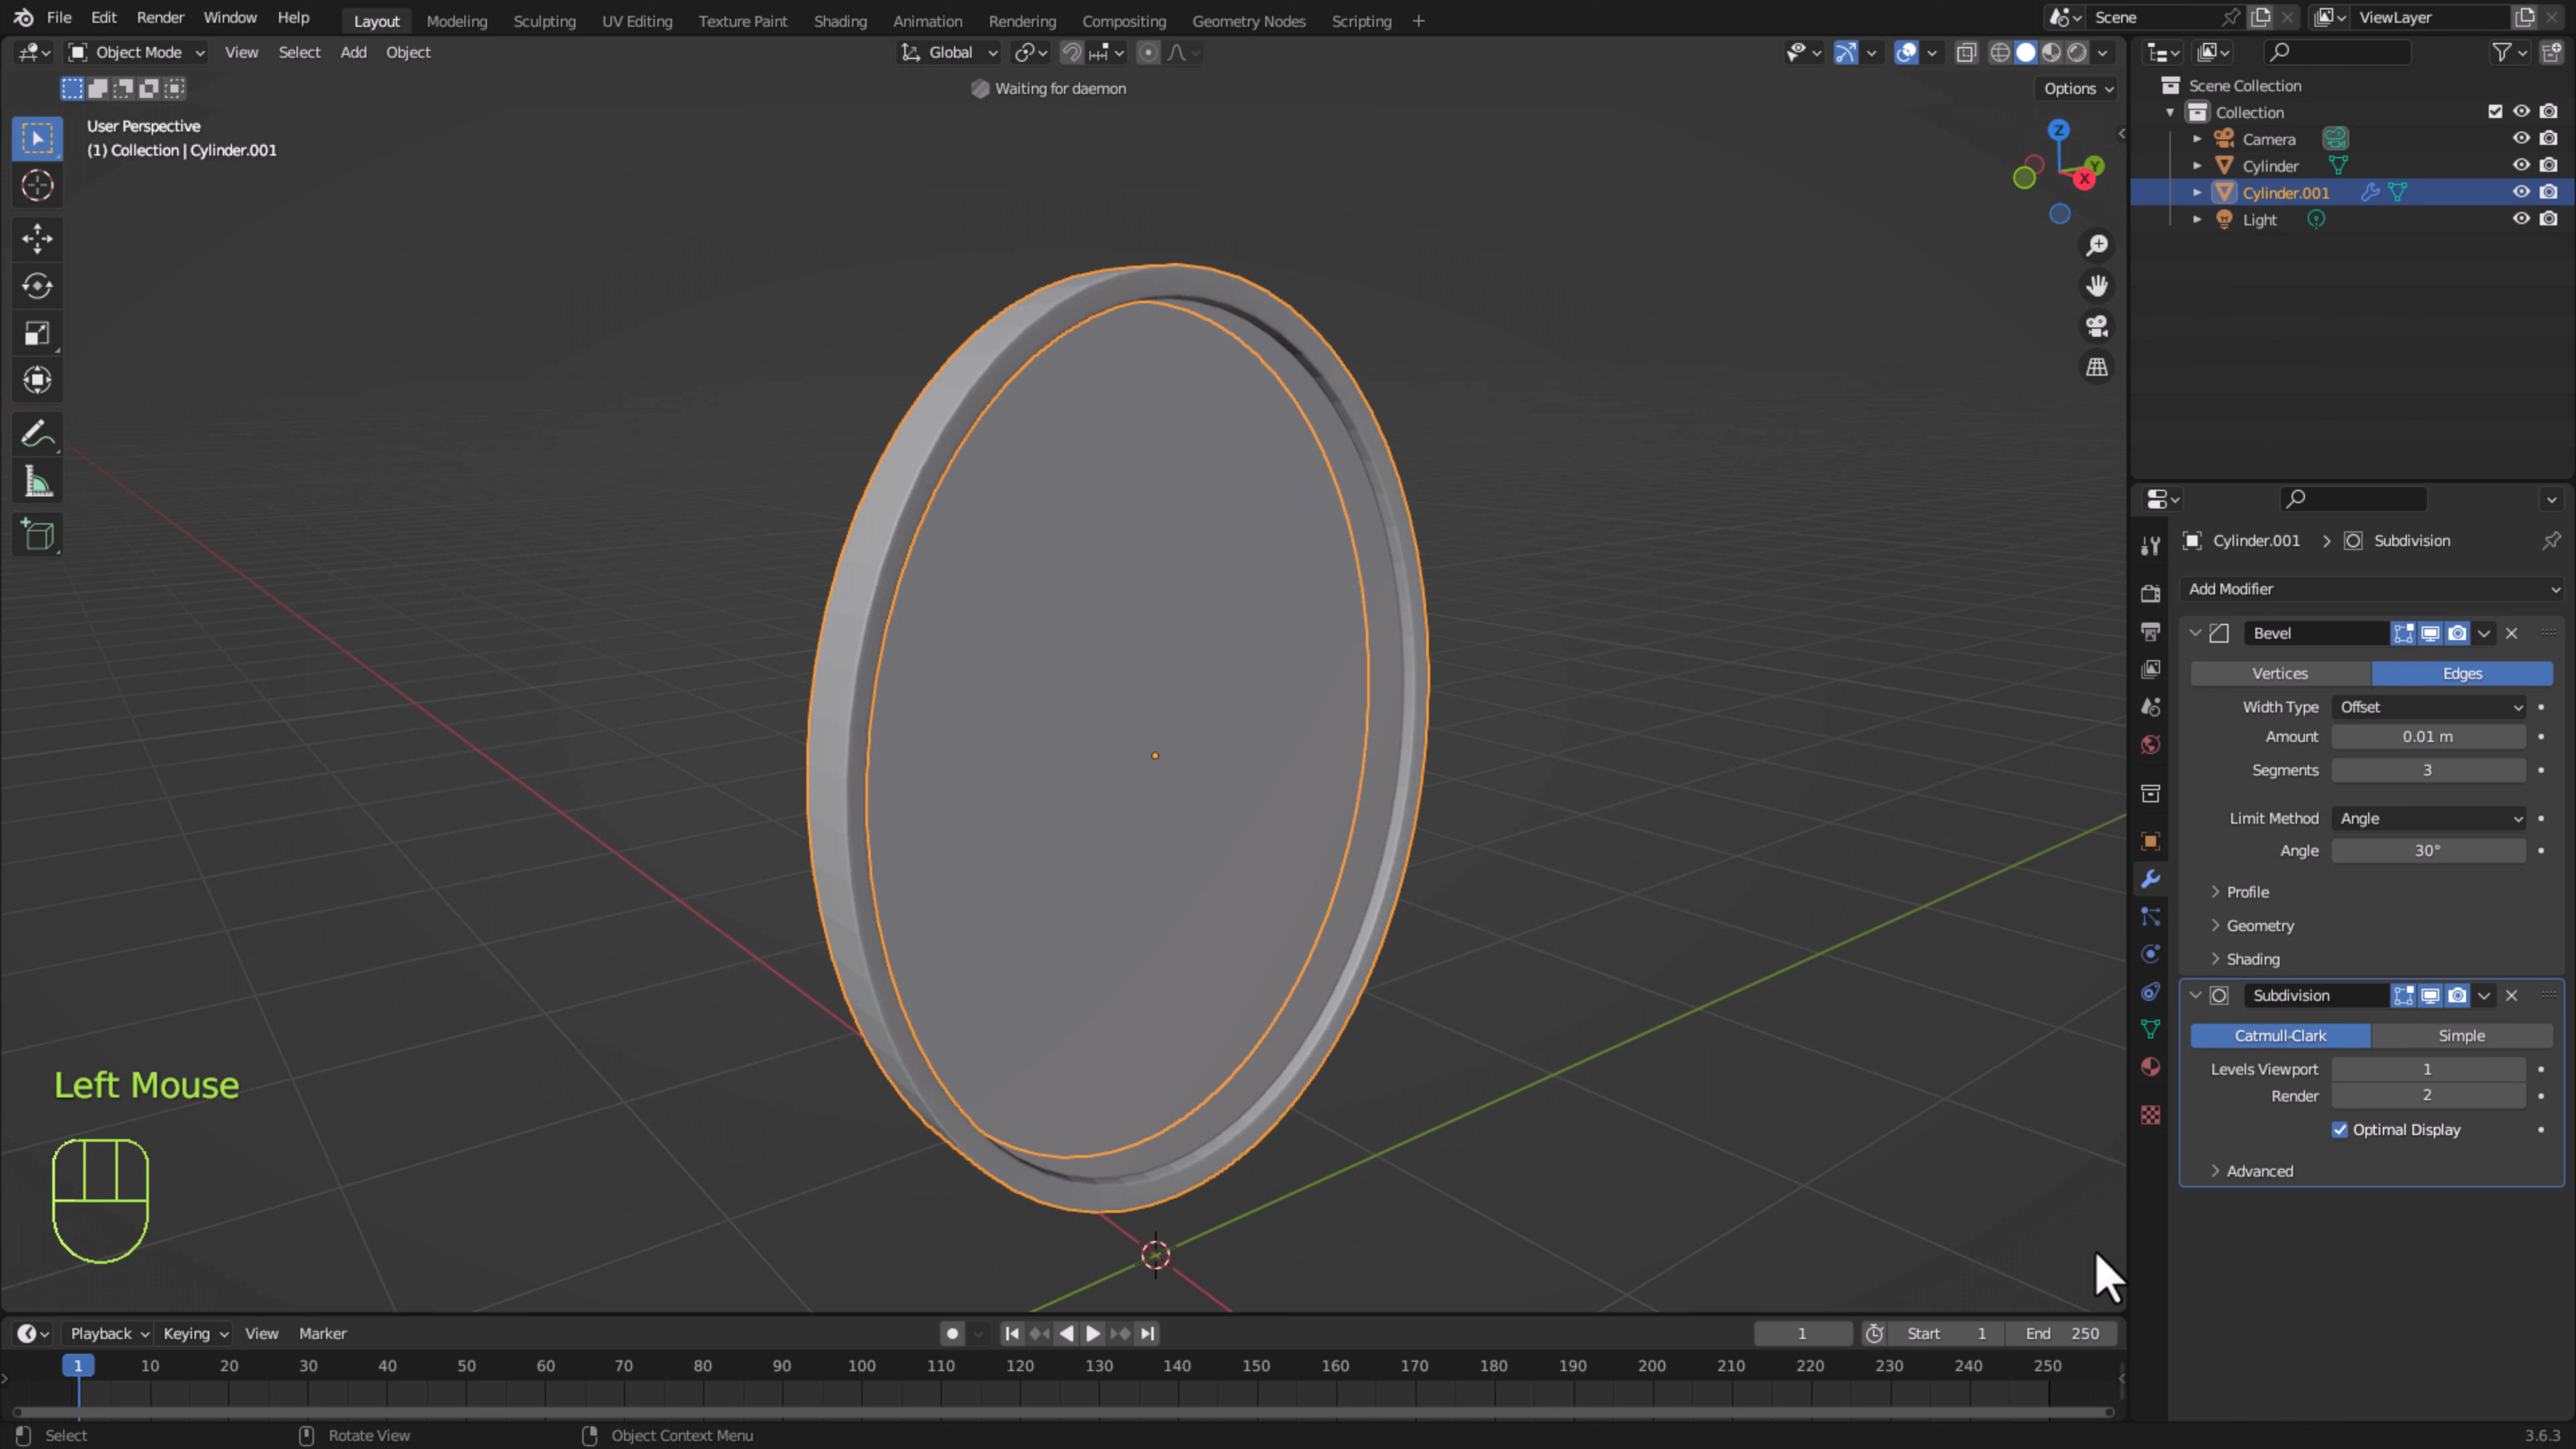 File Edit Render Window Help Layout Modeling Sculpting UV Editing Texture Paint Shading Animation Rendering Compositing Geometry Nodes Scripting + Scene ViewLayer
Object Mode View Select Add Object Global
Waiting for daemon Options
User Perspective
(1) Collection | Cylinder.001
Z
Y
X
Scene Collection
Collection
Camera
Cylinder
Cylinder.001
Light
Cylinder.001 > Subdivision
Add Modifier
Bevel
Vertices Edges
Width Type Offset
Amount 0.01 m
Segments 3
Limit Method Angle
Angle 30°
Profile
Geometry
Shading
Subdivision
Catmull-Clark Simple
Levels Viewport 1
Render 2
Optimal Display
Advanced
Left Mouse
Playback Keying View Marker 1 Start 1 End 250
1 10 20 30 40 50 60 70 80 90 100 110 120 130 140 150 160 170 180 190 200 210 220 230 240 250
Select Rotate View Object Context Menu 3.6.3